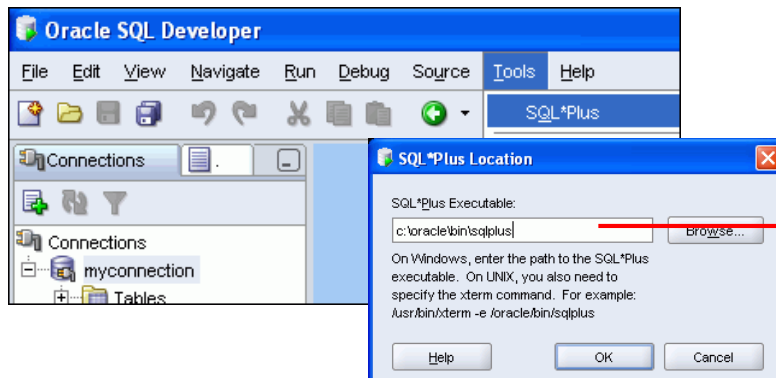 Oracle SQL Developer
File Edit View Navigate Run Debug Source Tools Help
SQL*Plus
Connections
Connections
myconnection
Tables
SQL*Plus Location
SQL*Plus Executable:
c:\oracle\bin\sqlplus
Browse...
On Windows, enter the path to the SQL*Plus
executable. On UNIX, you also need to
specify the xterm command. For example:
/usr/bin/xterm -e /oracle/bin/sqlplus
Help OK Cancel